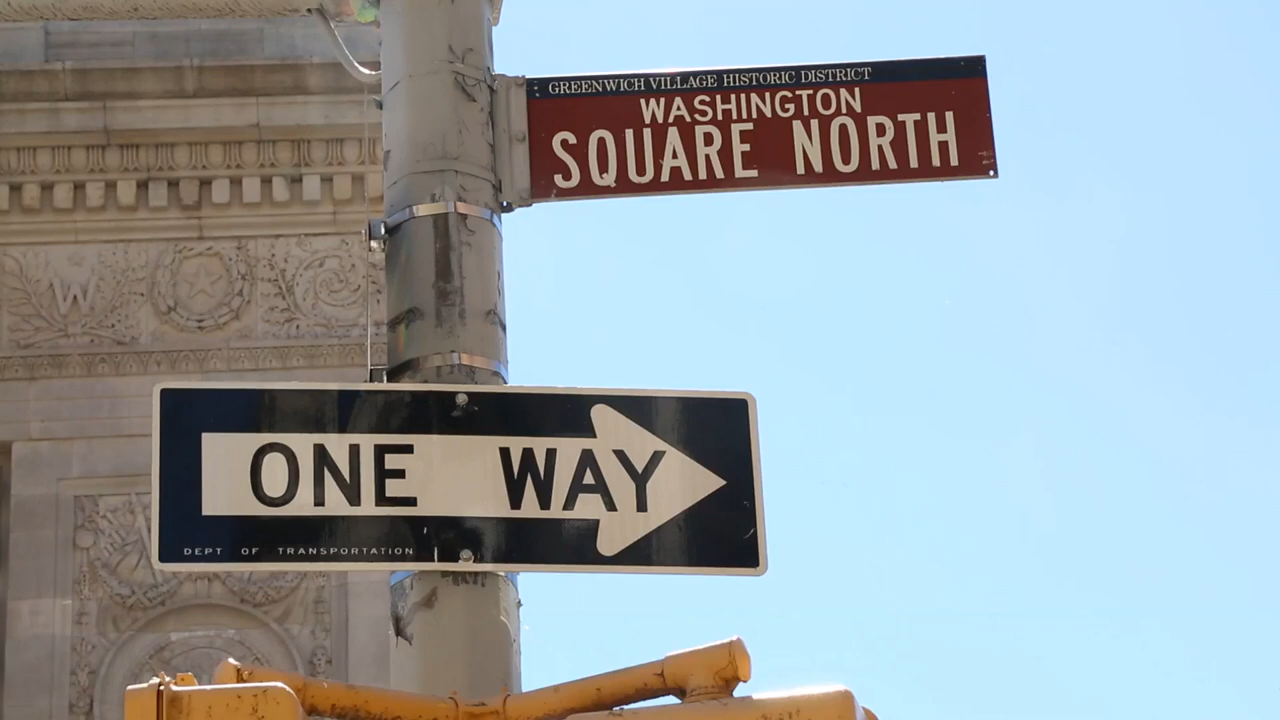 GREENWICH VILLAGE HISTORIC DISTRICT
WASHINGTON
SQUARE NORTH
W
ONE WAY
DEPT OF TRANSPORTATION